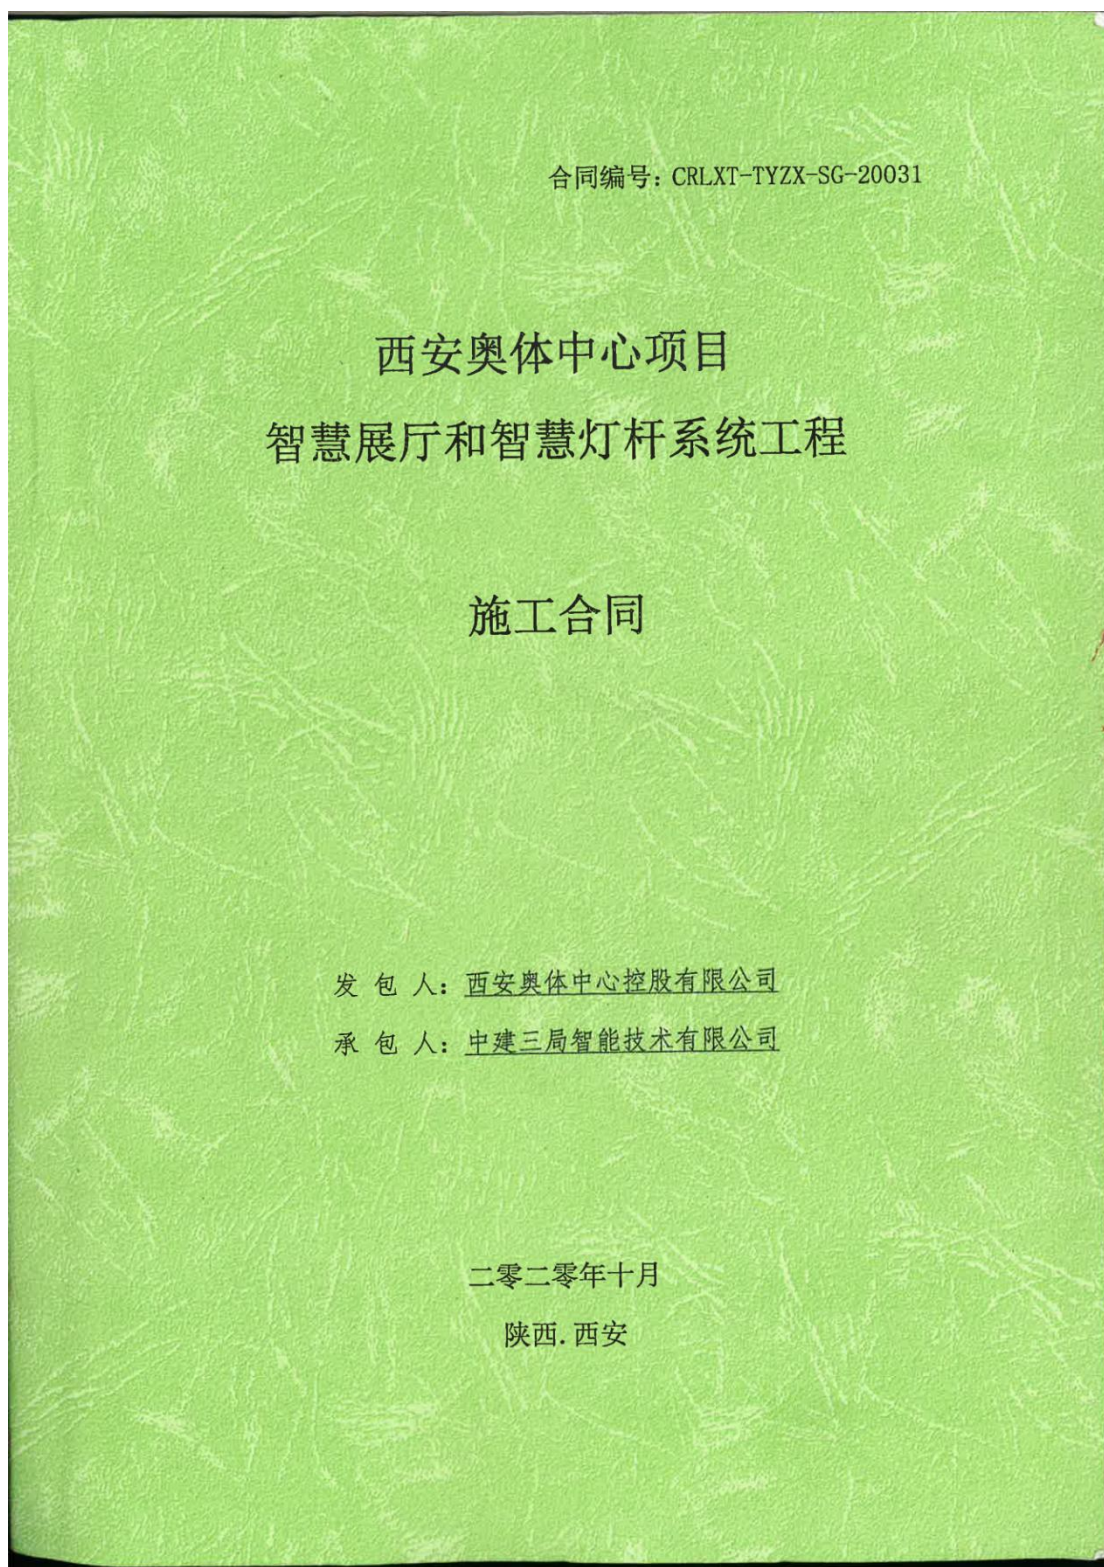 合同编号：CRLXT-TYZX-SG-20031
西安奥体中心项目
智慧展厅和智慧灯杆系统工程
施工合同
发 包 人：西安奥体中心控股有限公司
承 包 人：中建三局智能技术有限公司
二零二零年十月
陕西.西安